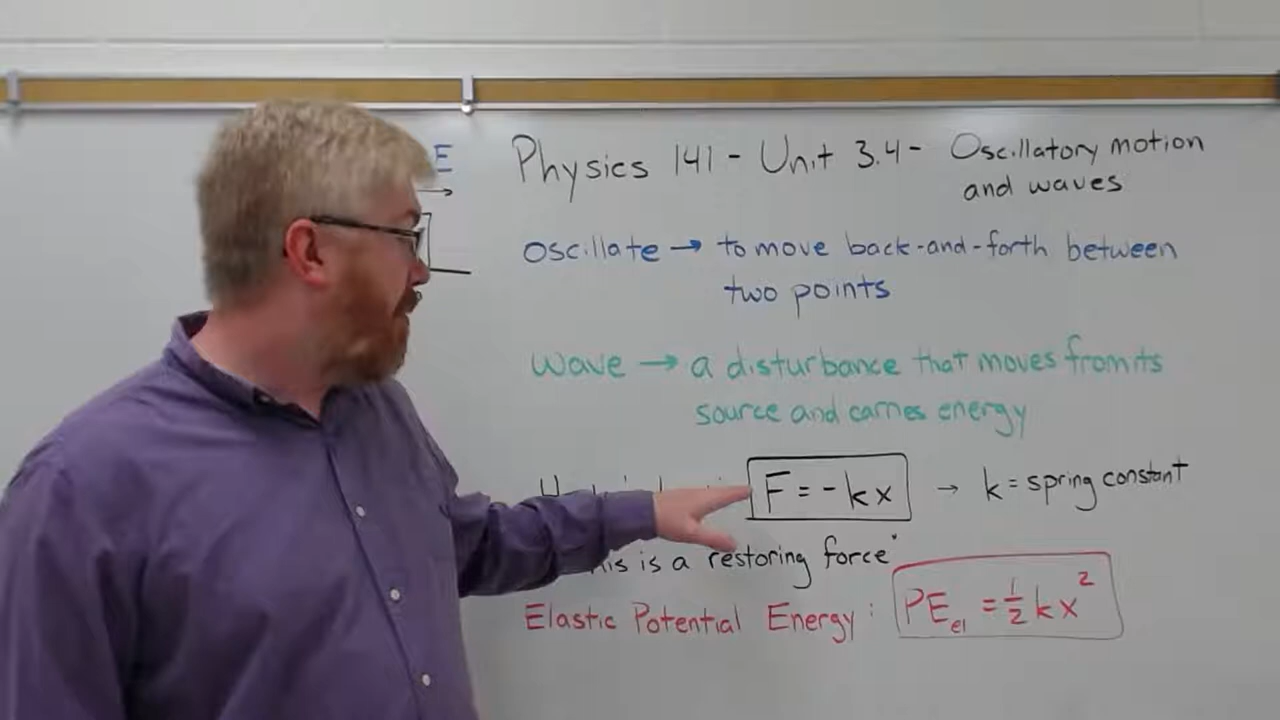 E
Physics 141 - Unit 3.4 - Oscillatory motion
and waves
oscillate → to move back-and-forth between
two points
wave → a disturbance that moves from its
source and carries energy
F = -kx → k = spring constant
is a restoring force
Elastic Potential Energy : PEel = 1/2 kx²